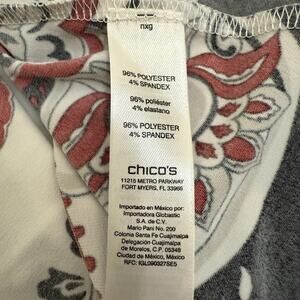 nxg
96% POLYESTER
4% SPANDEX
96% poliéster
4% elastano
96% POLYESTER
4% SPANDEX
chico's
11215 METRO PARKWAY
FORT MYERS, FL 33966
Importado en México por:
Importadora Globastic
S.A. de C.V.
Mario Pani No. 200
Colonia Santa Fe Cuajimalpa
Delegación Cuajimalpa
de Morelos, C.P. 05348
Ciudad de México, México
RFC: IGL090327SE5